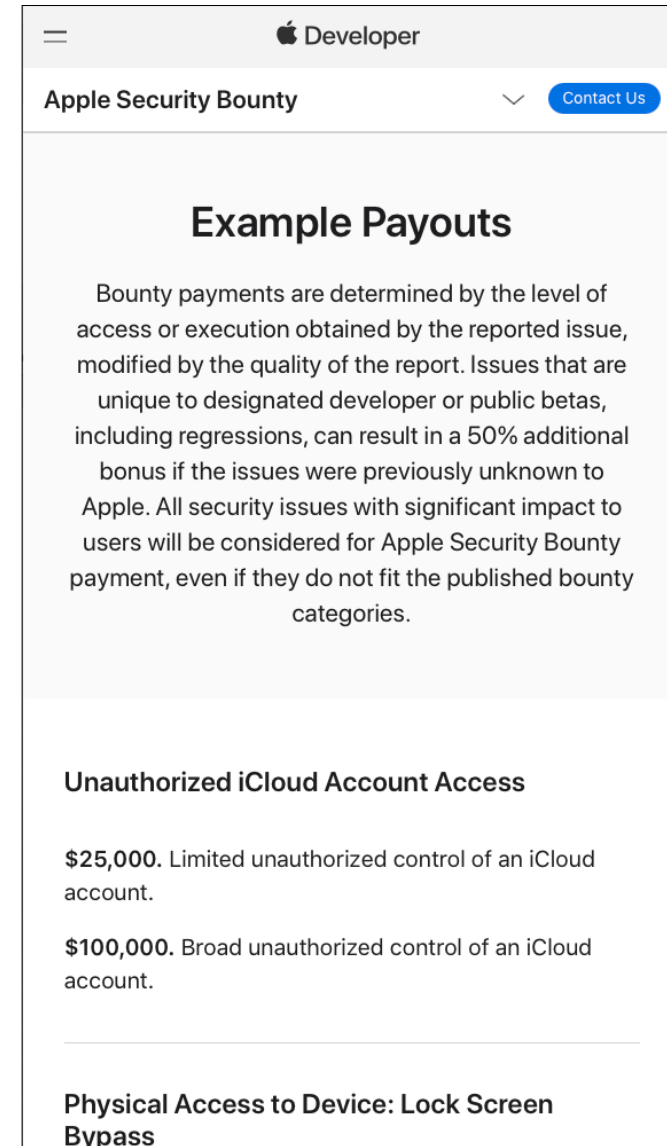 Developer
Apple Security Bounty
Contact Us
Example Payouts
Bounty payments are determined by the level of
access or execution obtained by the reported issue,
modified by the quality of the report. Issues that are
unique to designated developer or public betas,
including regressions, can result in a 50% additional
bonus if the issues were previously unknown to
Apple. All security issues with significant impact to
users will be considered for Apple Security Bounty
payment, even if they do not fit the published bounty
categories.
Unauthorized iCloud Account Access
$25,000. Limited unauthorized control of an iCloud
account.
$100,000. Broad unauthorized control of an iCloud
account.
Physical Access to Device: Lock Screen
Bypass